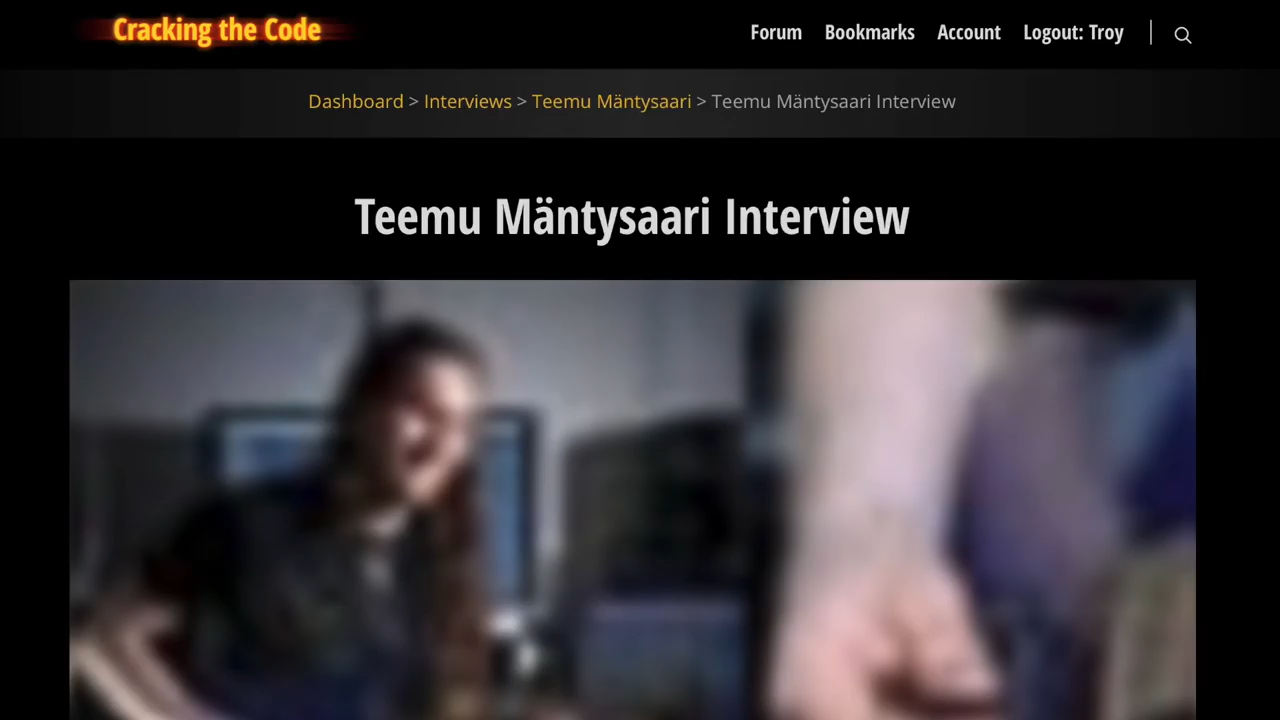 Cracking the Code
Forum Bookmarks Account Logout: Troy
Dashboard > Interviews > Teemu Mäntysaari > Teemu Mäntysaari Interview
Teemu Mäntysaari Interview